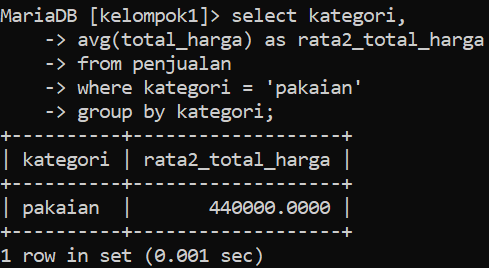 MariaDB [kelompok1]> select kategori,
    -> avg(total_harga) as rata2_total_harga
    -> from penjualan
    -> where kategori = 'pakaian'
    -> group by kategori;
+----------+-------------------+
| kategori | rata2_total_harga |
+----------+-------------------+
| pakaian  |       440000.0000 |
+----------+-------------------+
1 row in set (0.001 sec)